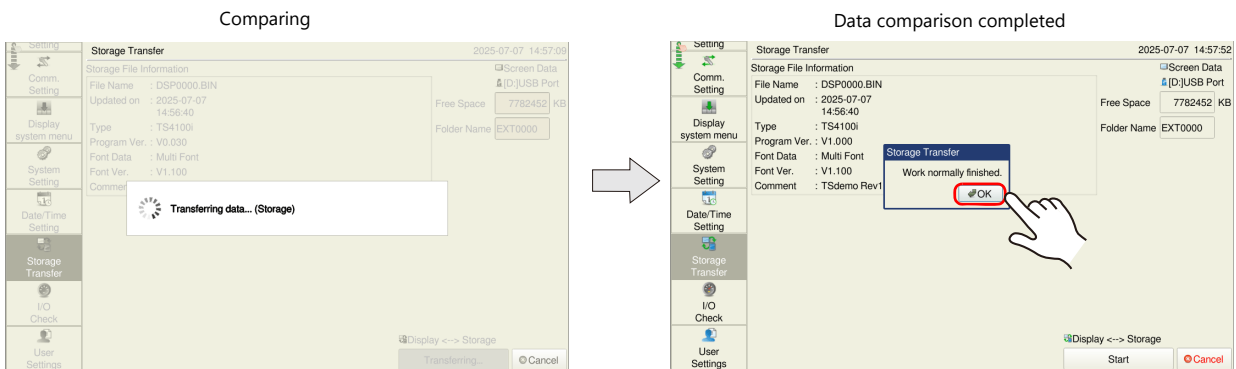 Comparing
Setting
Storage Transfer
2025-07-07 14:57:09
Comm.
Setting
Display
system menu
System
Setting
Date/Time
Setting
Storage
Transfer
I/O
Check
User
Settings
Storage File Information
Screen Data
[D:]USB Port
File Name : DSP0000.BIN
Updated on : 2025-07-07
14:56:40
Free Space 7782452 KB
Type : TS4100i
Folder Name EXT0000
Program Ver. : V0.030
Font Data : Multi Font
Font Ver. : V1.100
Commen
Transferring data... (Storage)
Display <--> Storage
Transferring...
Cancel
Data comparison completed
Setting
Storage Transfer
2025-07-07 14:57:52
Comm.
Setting
Display
system menu
System
Setting
Date/Time
Setting
Storage
Transfer
I/O
Check
User
Settings
Storage File Information
Screen Data
[D:]USB Port
File Name : DSP0000.BIN
Updated on : 2025-07-07
14:56:40
Free Space 7782452 KB
Type : TS4100i
Folder Name EXT0000
Program Ver. : V1.000
Font Data : Multi Font
Font Ver. : V1.100
Comment : TSdemo Rev1
Storage Transfer
Work normally finished.
OK
Display <--> Storage
Start
Cancel